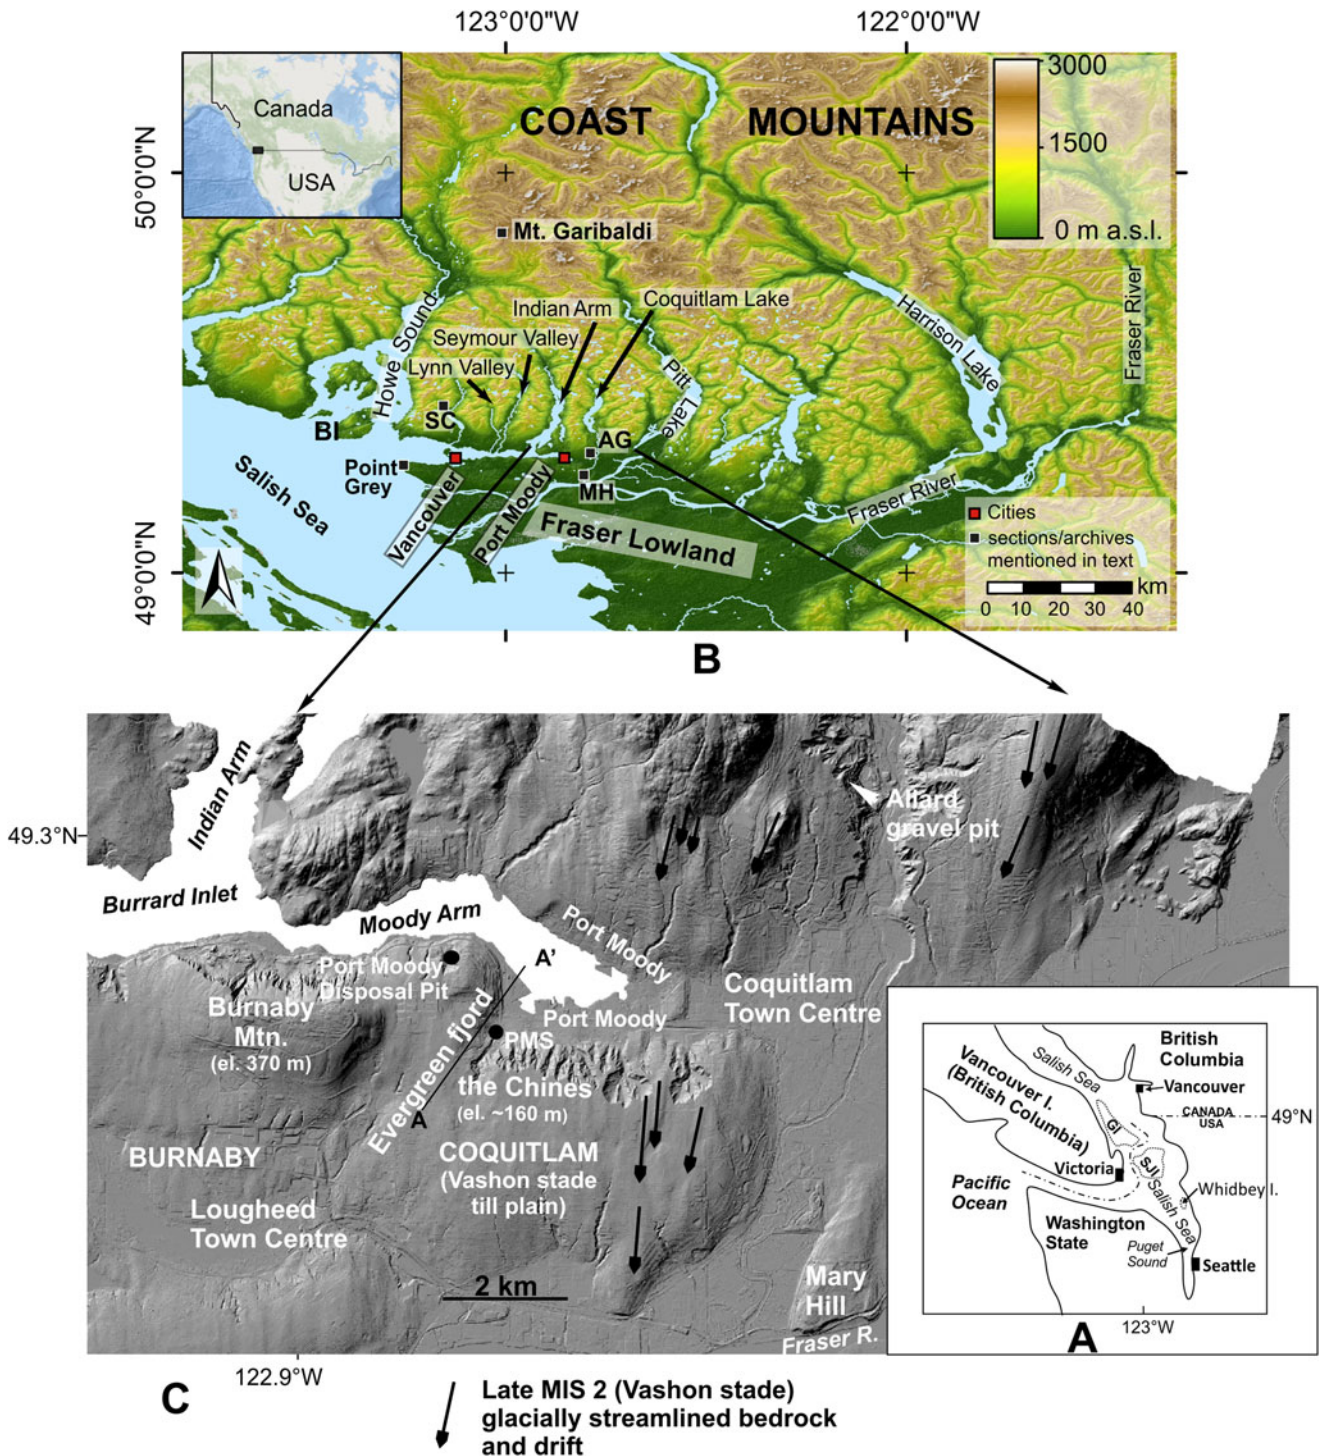 123°0'0"W
122°0'0"W
50°0'0"N
49°0'0"N
Canada
USA
COAST MOUNTAINS
3000
1500
0 m a.s.l.
Mt. Garibaldi
Coquitlam Lake
Indian Arm
Seymour Valley
Lynn Valley
Howe Sound
Harrison Lake
Fraser River
Pitt Lake
SC
BI
AG
MH
Point
Grey
Salish Sea
Vancouver
Port Moody
Fraser Lowland
Fraser River
Cities
sections/archives
mentioned in text
km
0 10 20 30 40
B
Indian Arm
49.3°N
Burrard Inlet
Moody Arm
Allard
gravel pit
Port Moody
Port Moody
Disposal Pit
A'
Burnaby
Mtn.
(el. 370 m)
Evergreen fjord
Port Moody
PMS
Coquitlam
Town Centre
the Chines
(el. ~160 m)
A
BURNABY
COQUITLAM
(Vashon stade
till plain)
Lougheed
Town Centre
2 km
Mary
Hill
Fraser R.
122.9°W
C
Salish Sea
British
Columbia
Vancouver
Vancouver I.
(British Columbia)
CANADA
USA
49°N
GI
SJI
Victoria
Whidbey I.
Pacific
Ocean
Salish Sea
Washington
State
Puget
Sound
Seattle
123°W
A
Late MIS 2 (Vashon stade)
glacially streamlined bedrock
and drift